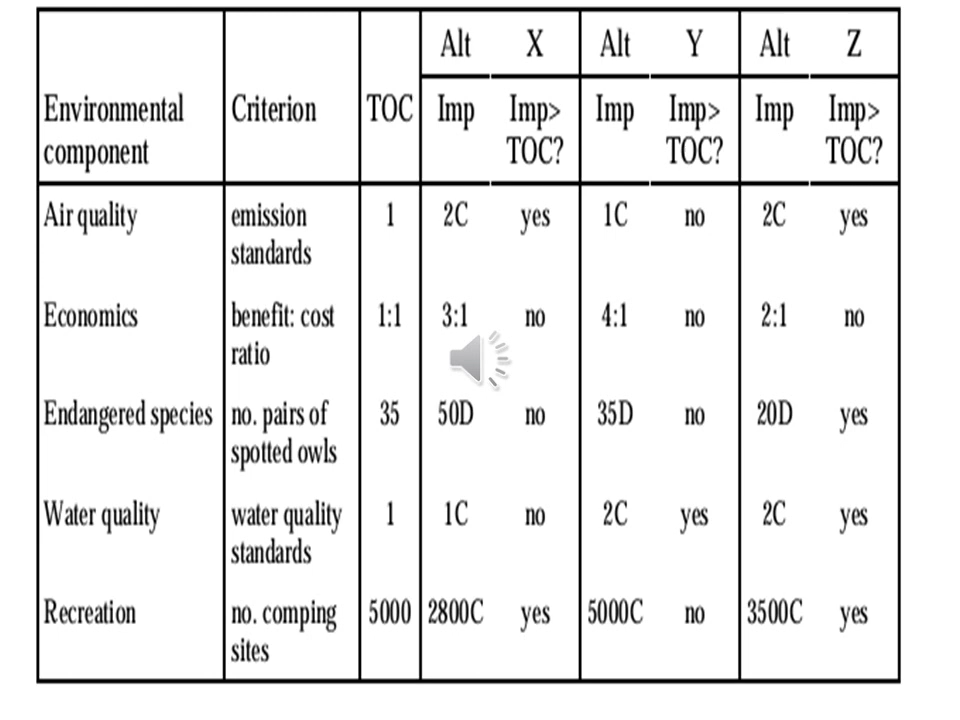 Alt X Alt Y Alt Z
Environmental component Criterion TOC Imp Imp> TOC? Imp Imp> TOC? Imp Imp> TOC?
Air quality emission standards 1 2C yes 1C no 2C yes
Economics benefit: cost ratio 1:1 3:1 no 4:1 no 2:1 no
Endangered species no. pairs of spotted owls 35 50D no 35D no 20D yes
Water quality water quality standards 1 1C no 2C yes 2C yes
Recreation no. comping sites 5000 2800C yes 5000C no 3500C yes